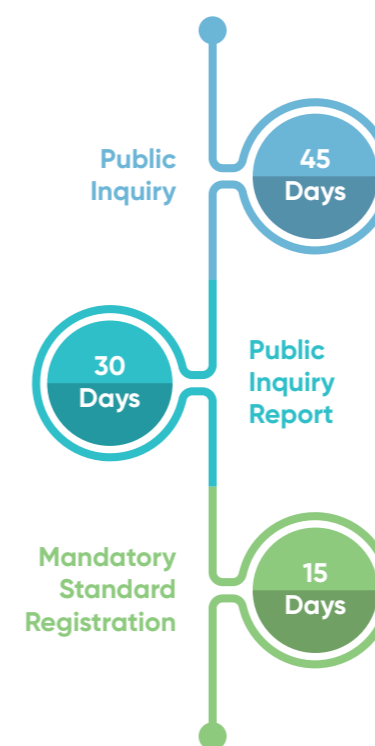 Public
Inquiry
45
Days
30
Days
Public
Inquiry
Report
Mandatory
Standard
Registration
15
Days